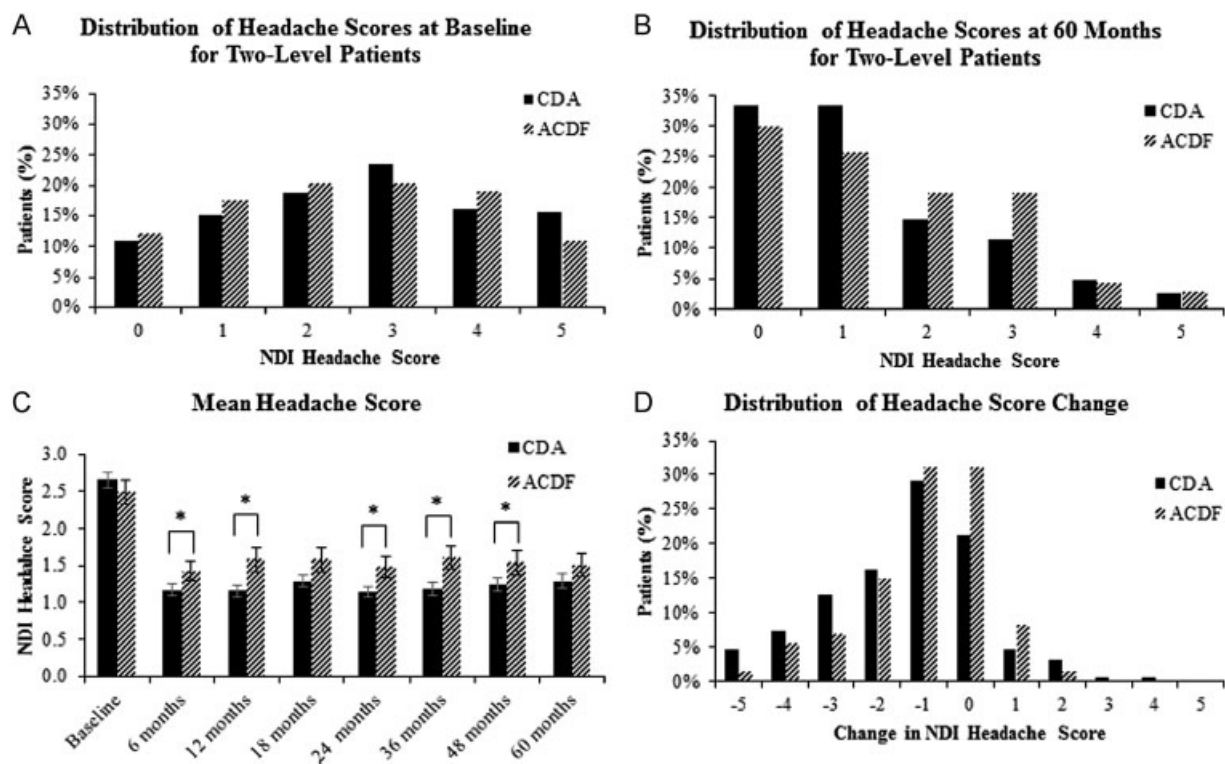 A
Distribution of Headache Scores at Baseline
for Two-Level Patients
35%
30%
25%
20%
15%
10%
5%
0%
Patients (%)
CDA
ACDF
0 1 2 3 4 5
NDI Headache Score
B
Distribution of Headache Scores at 60 Months
for Two-Level Patients
35%
30%
25%
20%
15%
10%
5%
0%
Patients (%)
CDA
ACDF
0 1 2 3 4 5
NDI Headache Score
C
Mean Headache Score
3.0
2.5
2.0
1.5
1.0
0.5
0.0
NDI Headahce Score
CDA
ACDF
* * * * *
Baseline
6 months
12 months
18 months
24 months
36 months
48 months
60 months
D
Distribution of Headache Score Change
35%
30%
25%
20%
15%
10%
5%
0%
Patients (%)
CDA
ACDF
-5 -4 -3 -2 -1 0 1 2 3 4 5
Change in NDI Headache Score